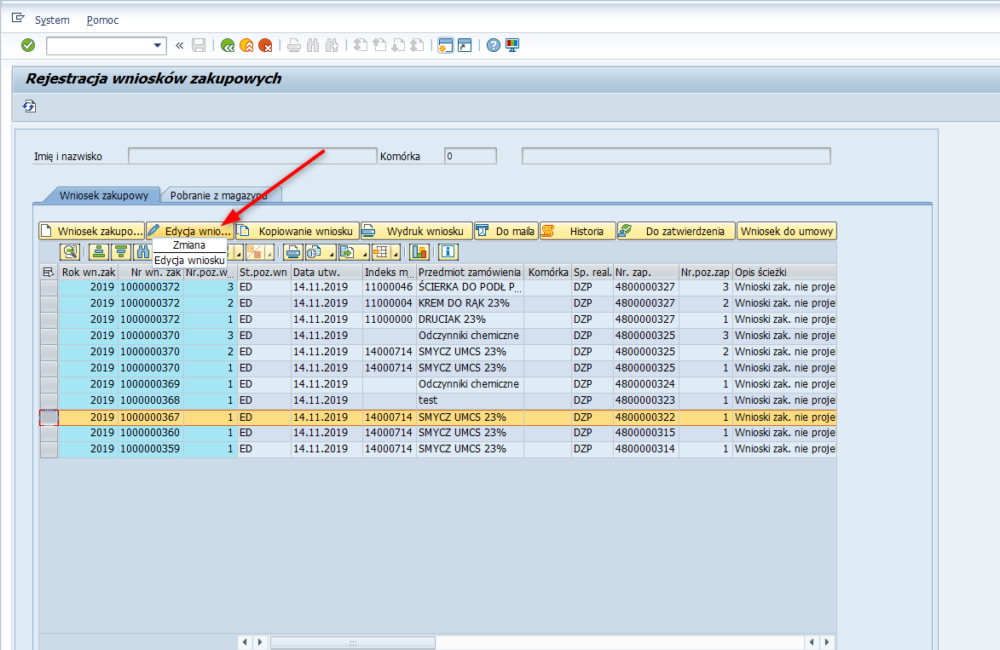 System Pomoc
Rejestracja wniosków zakupowych
Imię i nazwisko Komórka 0
Wniosek zakupowy Pobranie z magazynu
Wniosek zakupo... Edycja wnio... Kopiowanie wniosku Wydruk wniosku Do maila Historia Do zatwierdzenia Wniosek do umowy
Zmiana
Edycja wniosku
Rok wn.zak Nr wn. zak Nr.poz.w... St.poz.wn Data utw. Indeks m... Przedmiot zamówienia Komórka Sp. real. Nr. zap. Nr.poz.zap Opis ścieżki
2019 1000000372 3 ED 14.11.2019 11000046 ŚCIERKA DO PODŁ P... DZP 4800000327 3 Wnioski zak. nie projel
2019 1000000372 2 ED 14.11.2019 11000004 KREM DO RĄK 23% DZP 4800000327 2 Wnioski zak. nie projel
2019 1000000372 1 ED 14.11.2019 11000000 DRUCIAK 23% DZP 4800000327 1 Wnioski zak. nie projel
2019 1000000370 3 ED 14.11.2019 Odczynniki chemiczne DZP 4800000325 3 Wnioski zak. nie projel
2019 1000000370 2 ED 14.11.2019 14000714 SMYCZ UMCS 23% DZP 4800000325 2 Wnioski zak. nie projel
2019 1000000370 1 ED 14.11.2019 14000714 SMYCZ UMCS 23% DZP 4800000325 1 Wnioski zak. nie projel
2019 1000000369 1 ED 14.11.2019 Odczynniki chemiczne DZP 4800000324 1 Wnioski zak. nie projel
2019 1000000368 1 ED 14.11.2019 test DZP 4800000323 1 Wnioski zak. nie projel
2019 1000000367 1 ED 14.11.2019 14000714 SMYCZ UMCS 23% DZP 4800000322 1 Wnioski zak. nie projel
2019 1000000360 1 ED 14.11.2019 14000714 SMYCZ UMCS 23% DZP 4800000315 1 Wnioski zak. nie projel
2019 1000000359 1 ED 14.11.2019 14000714 SMYCZ UMCS 23% DZP 4800000314 1 Wnioski zak. nie projel